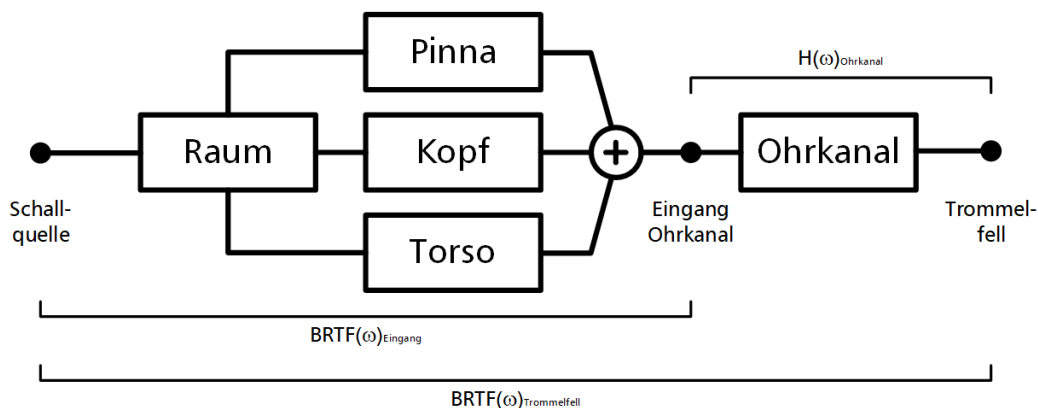 Pinna
H(ω)Ohrkanal
Raum
Kopf
+
Ohrkanal
Schall-
quelle
Eingang
Ohrkanal
Trommel-
fell
Torso
BRTF(ω)Eingang
BRTF(ω)Trommelfell